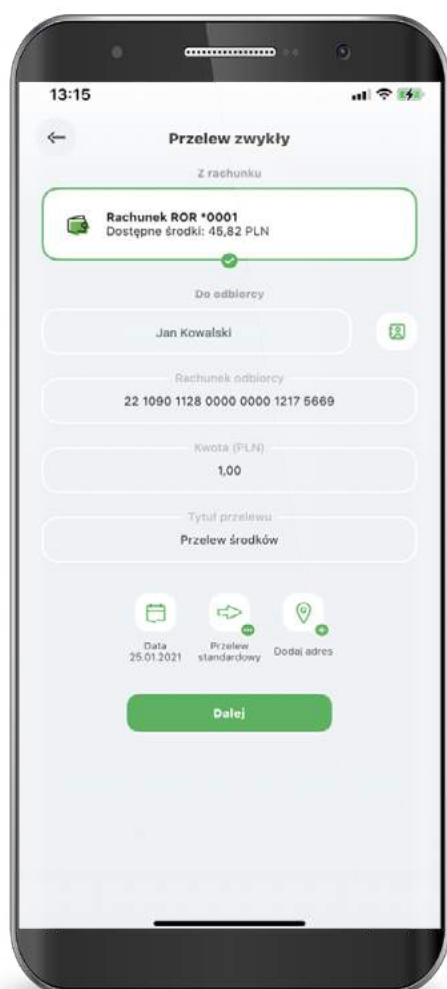 13:15
Przelew zwykły
Z rachunku
Rachunek ROR *0001
Dostępne środki: 45,82 PLN
Do odbiorcy
Jan Kowalski
Rachunek odbiorcy
22 1090 1128 0000 0000 1217 5669
Kwota (PLN)
1,00
Tytuł przelewu
Przelew środków
Data
25.01.2021
Przelew
standardowy
Dodaj adres
Dalej